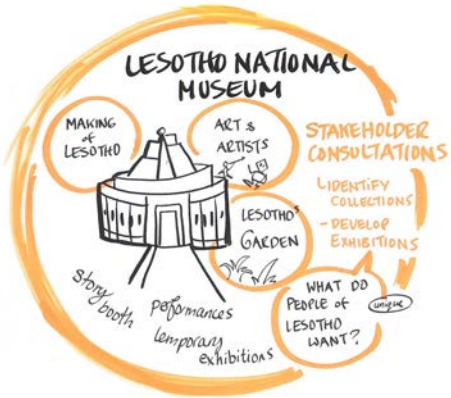 LESOTHO NATIONAL
MUSEUM
MAKING
of
LESOTHO
ART &
ARTISTS
LESOTHO'S
GARDEN
STAKEHOLDER
CONSULTATIONS
IDENTIFY
COLLECTIONS
- DEVELOP
EXHIBITIONS
WHAT DO
PEOPLE of
LESOTHO
WANT?
unique
story
booth
performances
temporary
exhibitions